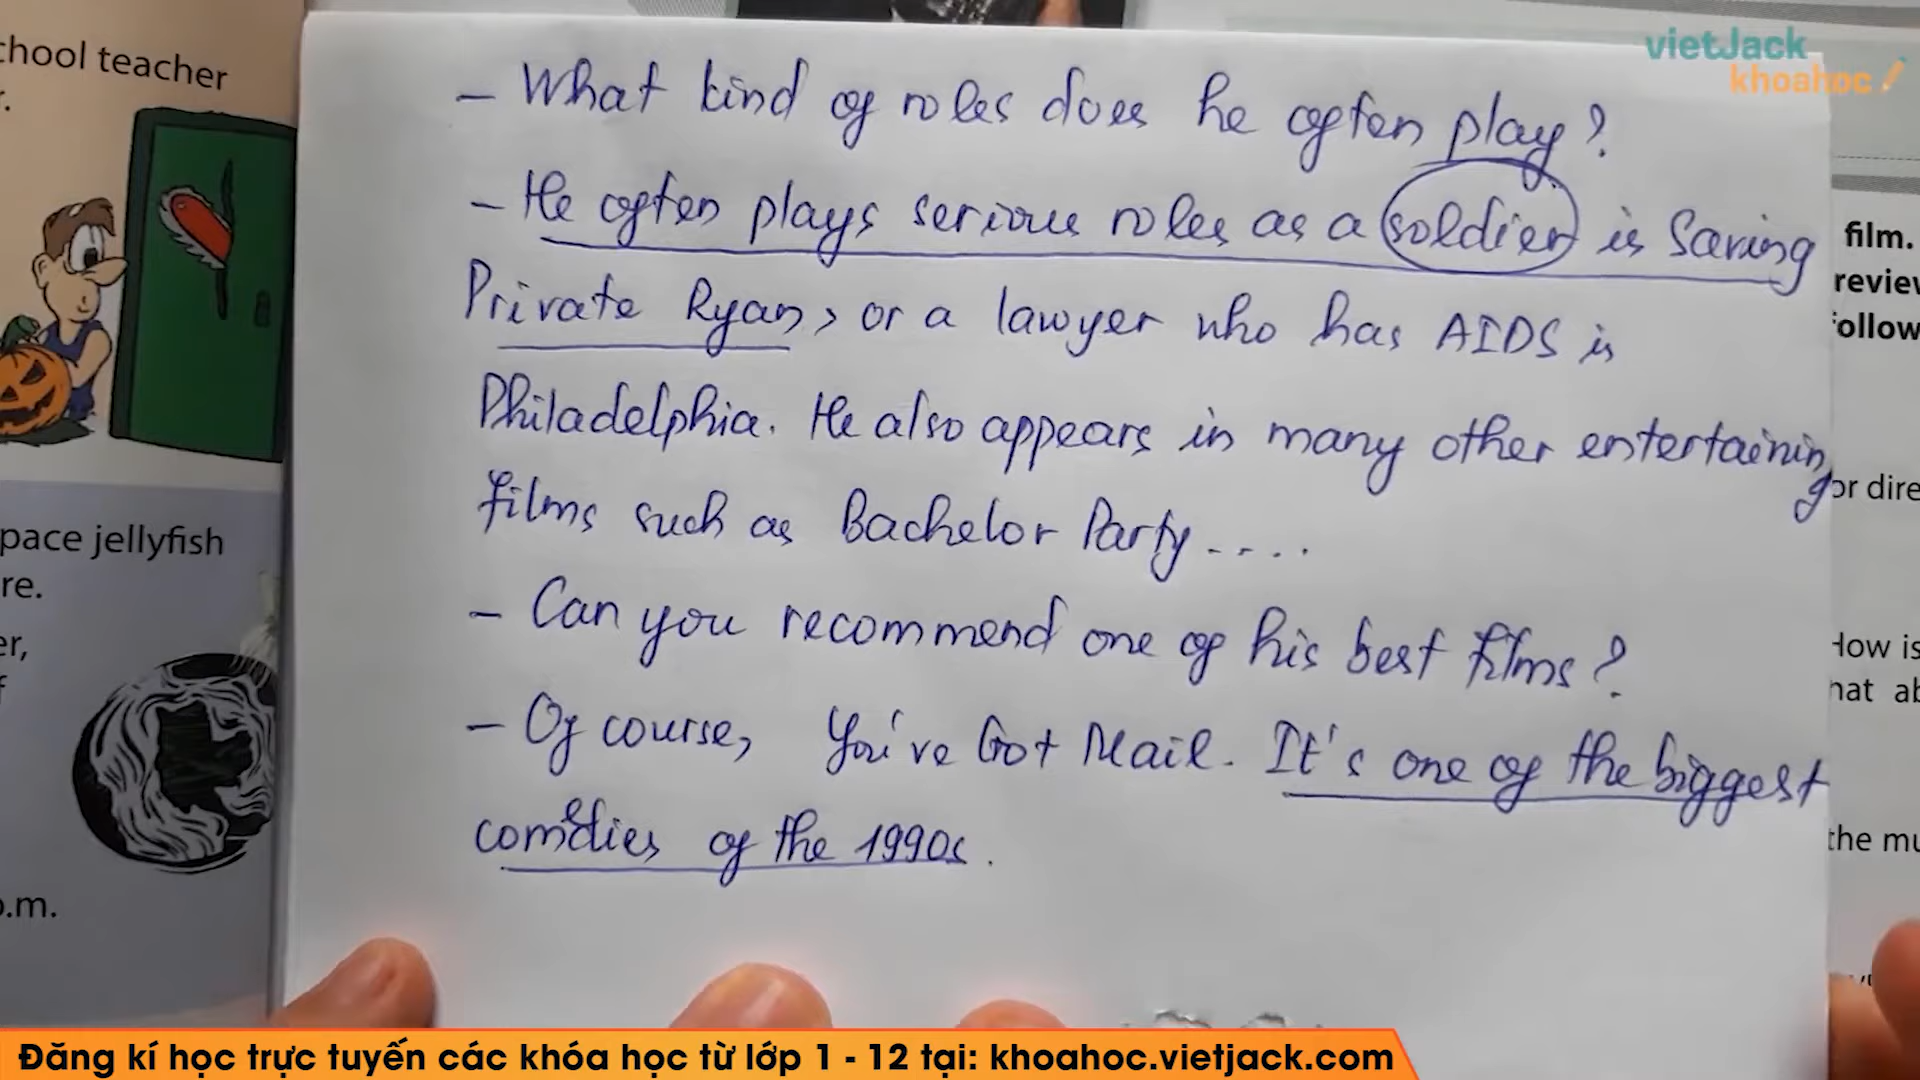 vietJack
khoahoc
chool teacher
r.
pace jellyfish
re.
er,
f
p.m.
- What kind of roles does he often play?
- He often plays serious roles as a soldier is Saving
Private Ryan, or a lawyer who has AIDS is
Philadelphia. He also appears in many other entertaining
films such as Bachelor Party....
- Can you recommend one of his best films?
- Of course, You've Got Mail. It's one of the biggest
comedies of the 1990s.
film.
review
follow
or dire
How is
hat ab
the mu
Đăng kí học trực tuyến các khóa học từ lớp 1 - 12 tại: khoahoc.vietjack.com